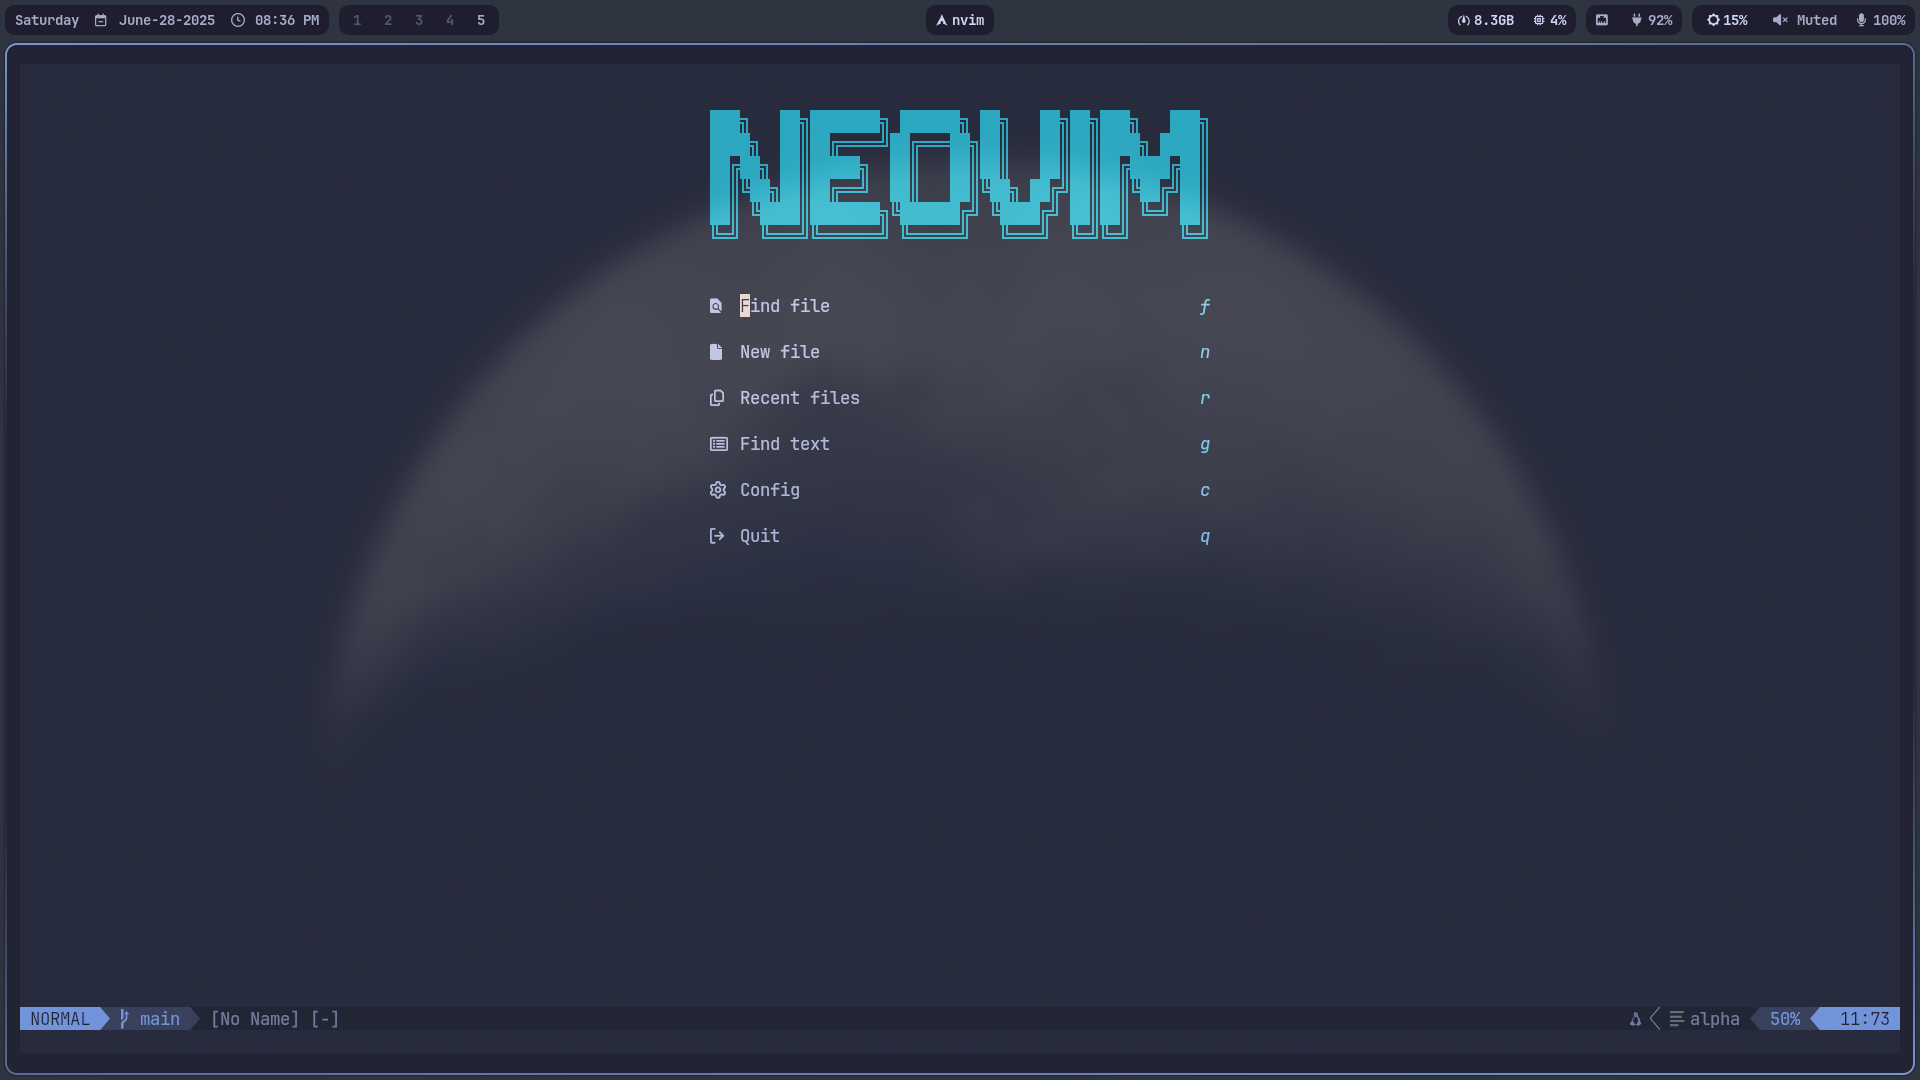 Saturday June-28-2025 08:36 PM 1 2 3 4 5 nvim 8.3GB 4% 92% 15% Muted 100%
NEOVIM
Find file f
New file n
Recent files r
Find text g
Config c
Quit q
NORMAL main [No Name] [-] alpha 50% 11:73